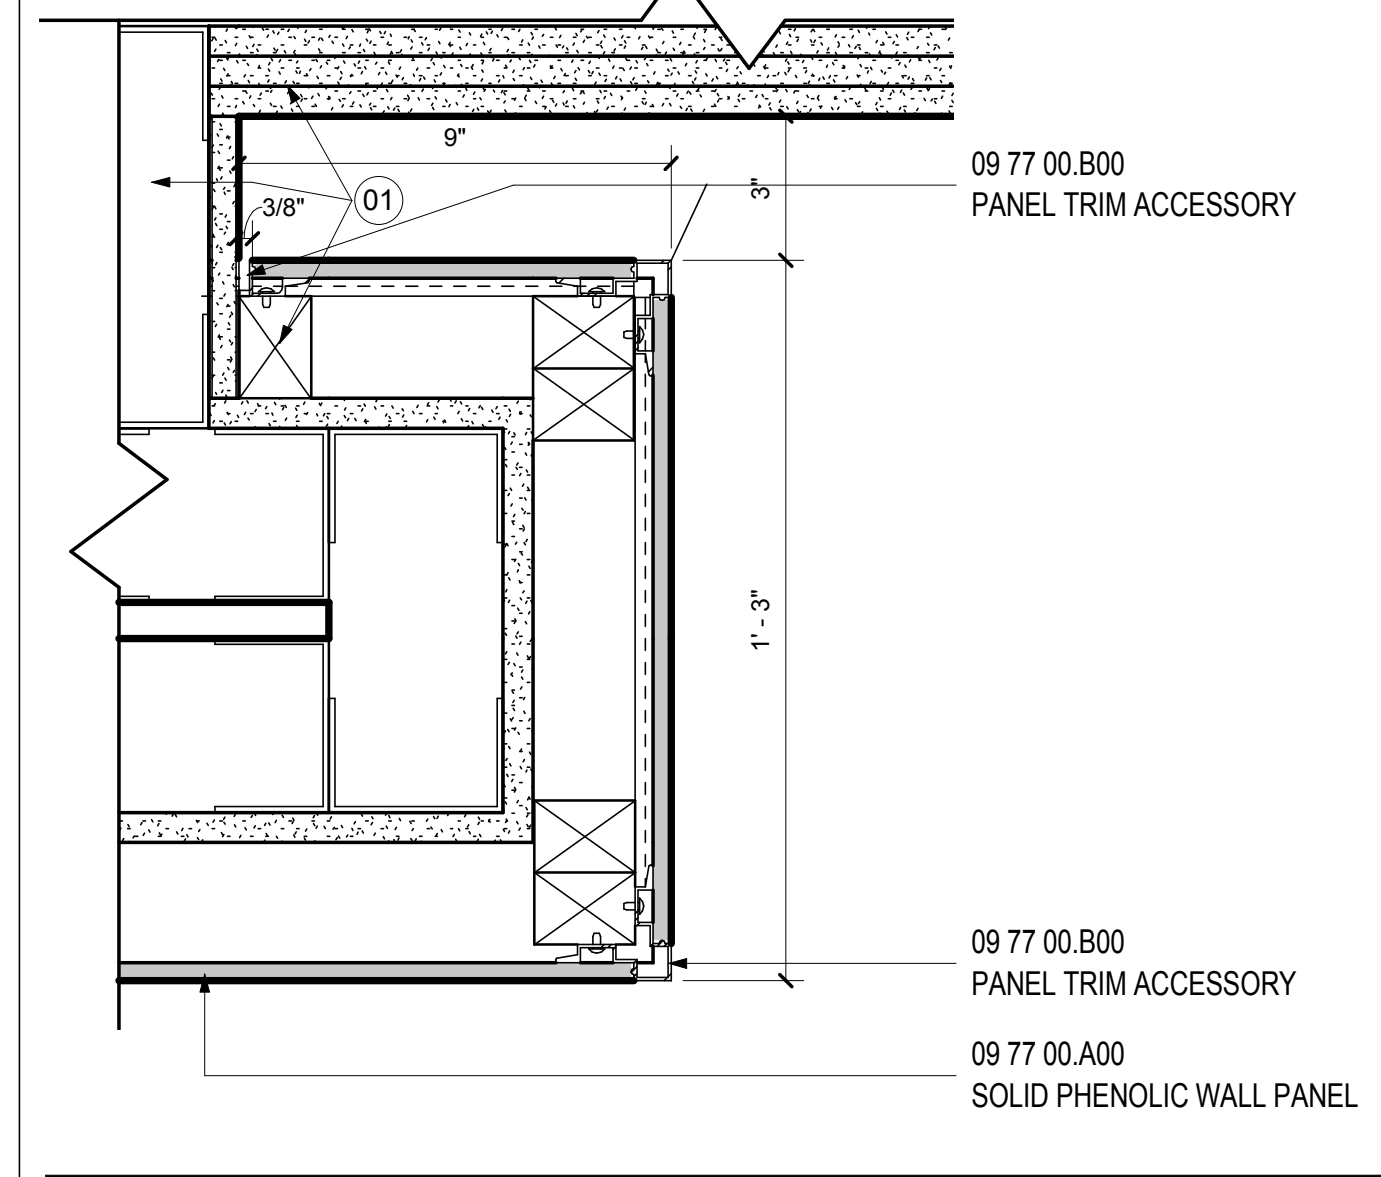 9"
3"
09 77 00.B00
PANEL TRIM ACCESSORY
3/8"
01
1' - 3"
09 77 00.B00
PANEL TRIM ACCESSORY
09 77 00.A00
SOLID PHENOLIC WALL PANEL